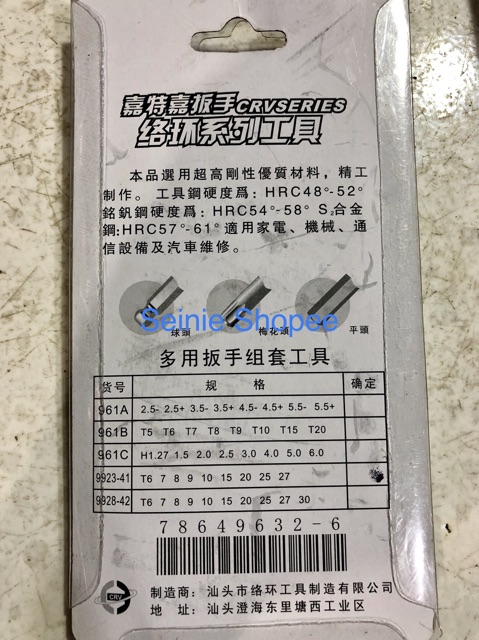 嘉特嘉扳手CRVSERIES
络环系列工具
本品選用超高剛性優質材料，精工
制作。工具鋼硬度爲：HRC48°-52°
銘釩鋼硬度爲：HRC54°-58° S₂合金
鋼:HRC57°-61°適用家電、機械、通
信設備及汽車維修。
Seinie Shopee
球頭 梅花頭 平頭
多用扳手组套工具
货号 规 格 确定
961A 2.5- 2.5+ 3.5- 3.5+ 4.5- 4.5+ 5.5- 5.5+
961B T5 T6 T7 T8 T9 T10 T15 T20
961C H1.27 1.5 2.0 2.5 3.0 4.0 5.0 6.0
9923-41 T6 7 8 9 10 15 20 25 27
9928-42 T6 7 8 9 10 15 20 25 27 30
78649632-6
CRV
制造商：汕头市络环工具制造有限公司
地 址：汕头澄海东里塘西工业区